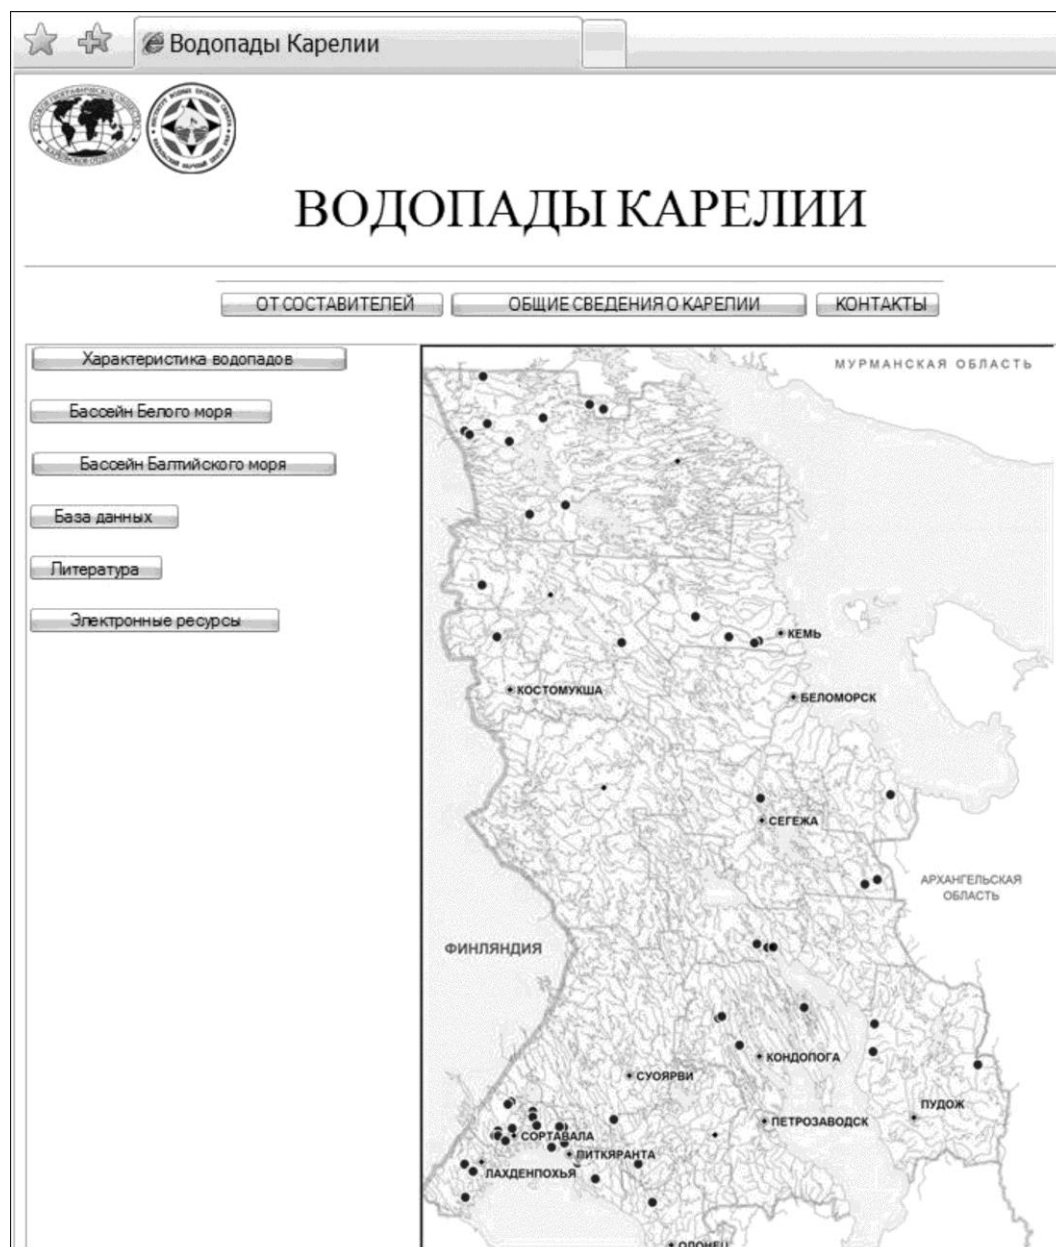 Водопады Карелии
ВОДОПАДЫ КАРЕЛИИ
ОТ СОСТАВИТЕЛЕЙ
ОБЩИЕ СВЕДЕНИЯ О КАРЕЛИИ
КОНТАКТЫ
Характеристика водопадов
Бассейн Белого моря
Бассейн Балтийского моря
База данных
Литература
Электронные ресурсы
МУРМАНСКАЯ ОБЛАСТЬ
КЕМЬ
КОСТОМУКША
БЕЛОМОРСК
СЕГЕЖА
АРХАНГЕЛЬСКАЯ
ОБЛАСТЬ
ФИНЛЯНДИЯ
КОНДОПОГА
СУОЯРВИ
ПУДОЖ
ПЕТРОЗАВОДСК
СОРТАВАЛА
ПИТКЯРАНТА
ЛАХДЕНПОХЬЯ
ОЛОНЕЦ